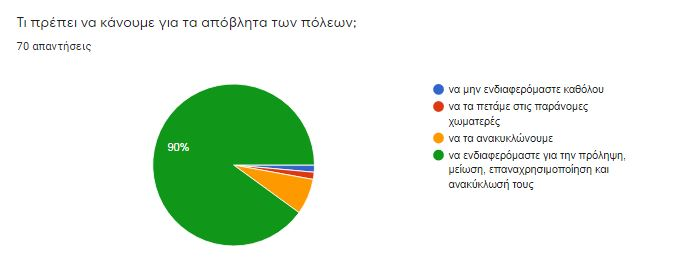 Τι πρέπει να κάνουμε για τα απόβλητα των πόλεων;
70 απαντήσεις
90%
να μην ενδιαφερόμαστε καθόλου
να τα πετάμε στις παράνομες
χωματερές
να τα ανακυκλώνουμε
να ενδιαφερόμαστε για την πρόληψη,
μείωση, επαναχρησιμοποίηση και
ανακύκλωσή τους